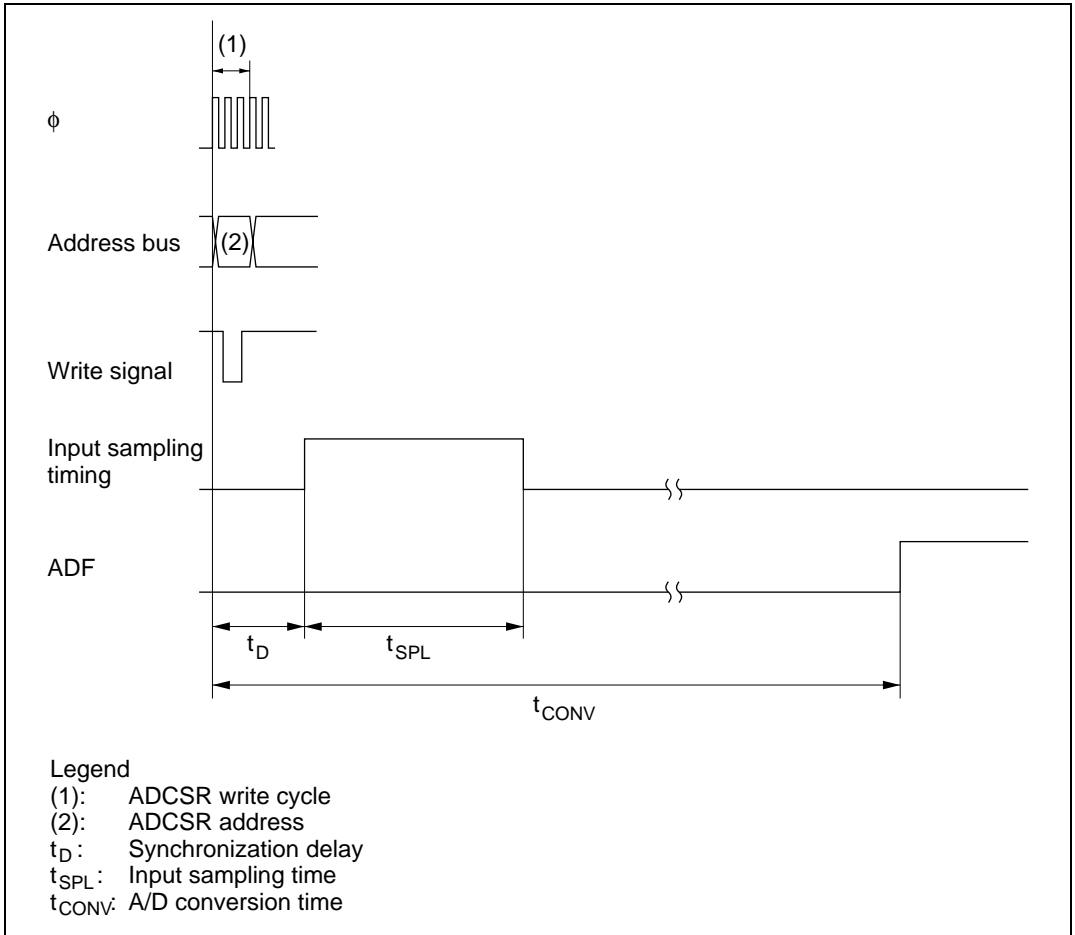 (1)
ϕ
Address bus
(2)
Write signal
Input sampling
timing
ADF
tD
tSPL
tCONV
Legend
(1): ADCSR write cycle
(2): ADCSR address
tD : Synchronization delay
tSPL : Input sampling time
tCONV: A/D conversion time